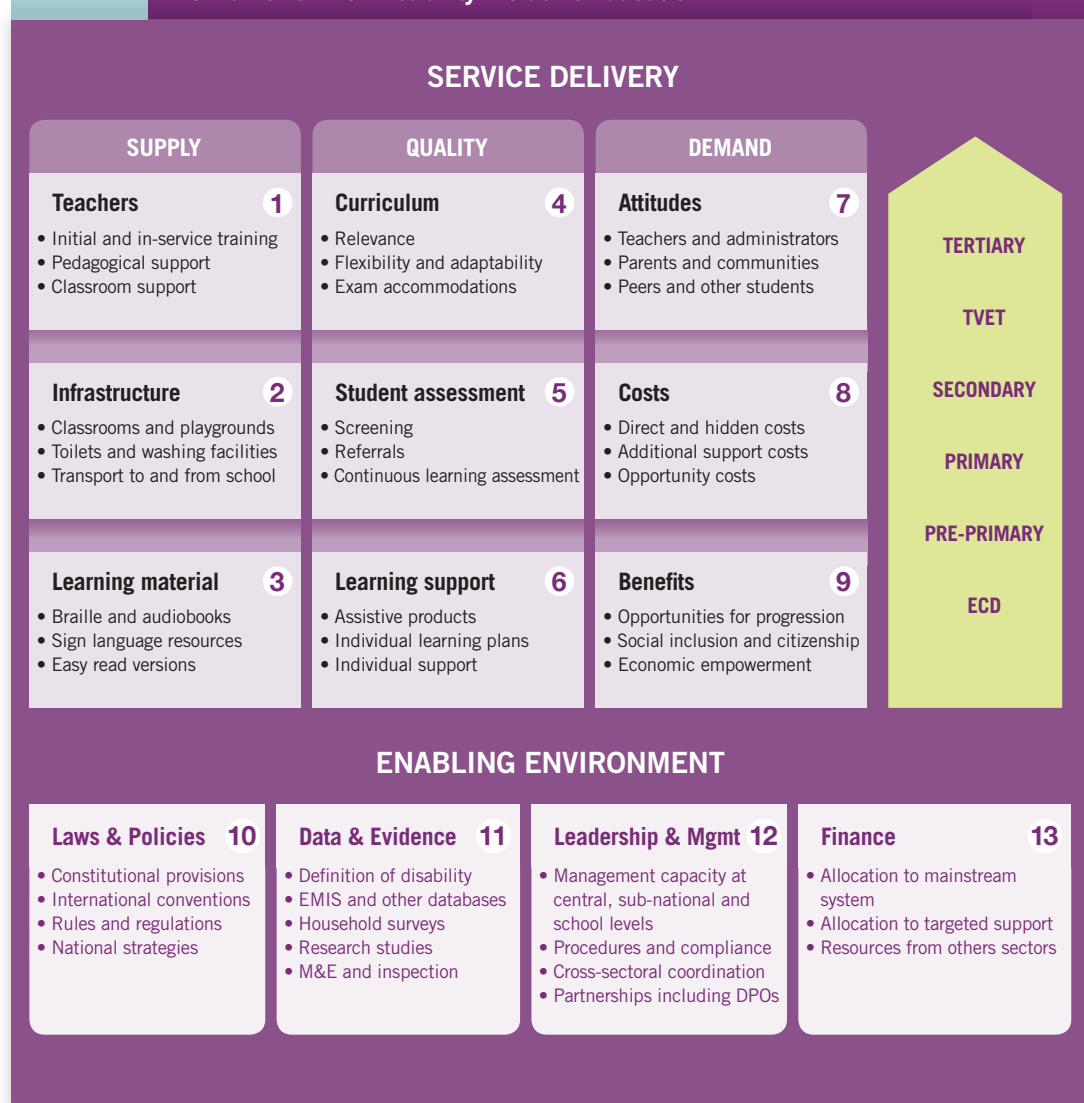 SERVICE DELIVERY
SUPPLY
Teachers 1
• Initial and in-service training
• Pedagogical support
• Classroom support
Infrastructure 2
• Classrooms and playgrounds
• Toilets and washing facilities
• Transport to and from school
Learning material 3
• Braille and audiobooks
• Sign language resources
• Easy read versions
QUALITY
Curriculum 4
• Relevance
• Flexibility and adaptability
• Exam accommodations
Student assessment 5
• Screening
• Referrals
• Continuous learning assessment
Learning support 6
• Assistive products
• Individual learning plans
• Individual support
DEMAND
Attitudes 7
• Teachers and administrators
• Parents and communities
• Peers and other students
Costs 8
• Direct and hidden costs
• Additional support costs
• Opportunity costs
Benefits 9
• Opportunities for progression
• Social inclusion and citizenship
• Economic empowerment
TERTIARY
TVET
SECONDARY
PRIMARY
PRE-PRIMARY
ECD
ENABLING ENVIRONMENT
Laws & Policies 10
• Constitutional provisions
• International conventions
• Rules and regulations
• National strategies
Data & Evidence 11
• Definition of disability
• EMIS and other databases
• Household surveys
• Research studies
• M&E and inspection
Leadership & Mgmt 12
• Management capacity at
central, sub-national and
school levels
• Procedures and compliance
• Cross-sectoral coordination
• Partnerships including DPOs
Finance 13
• Allocation to mainstream
system
• Allocation to targeted support
• Resources from others sectors